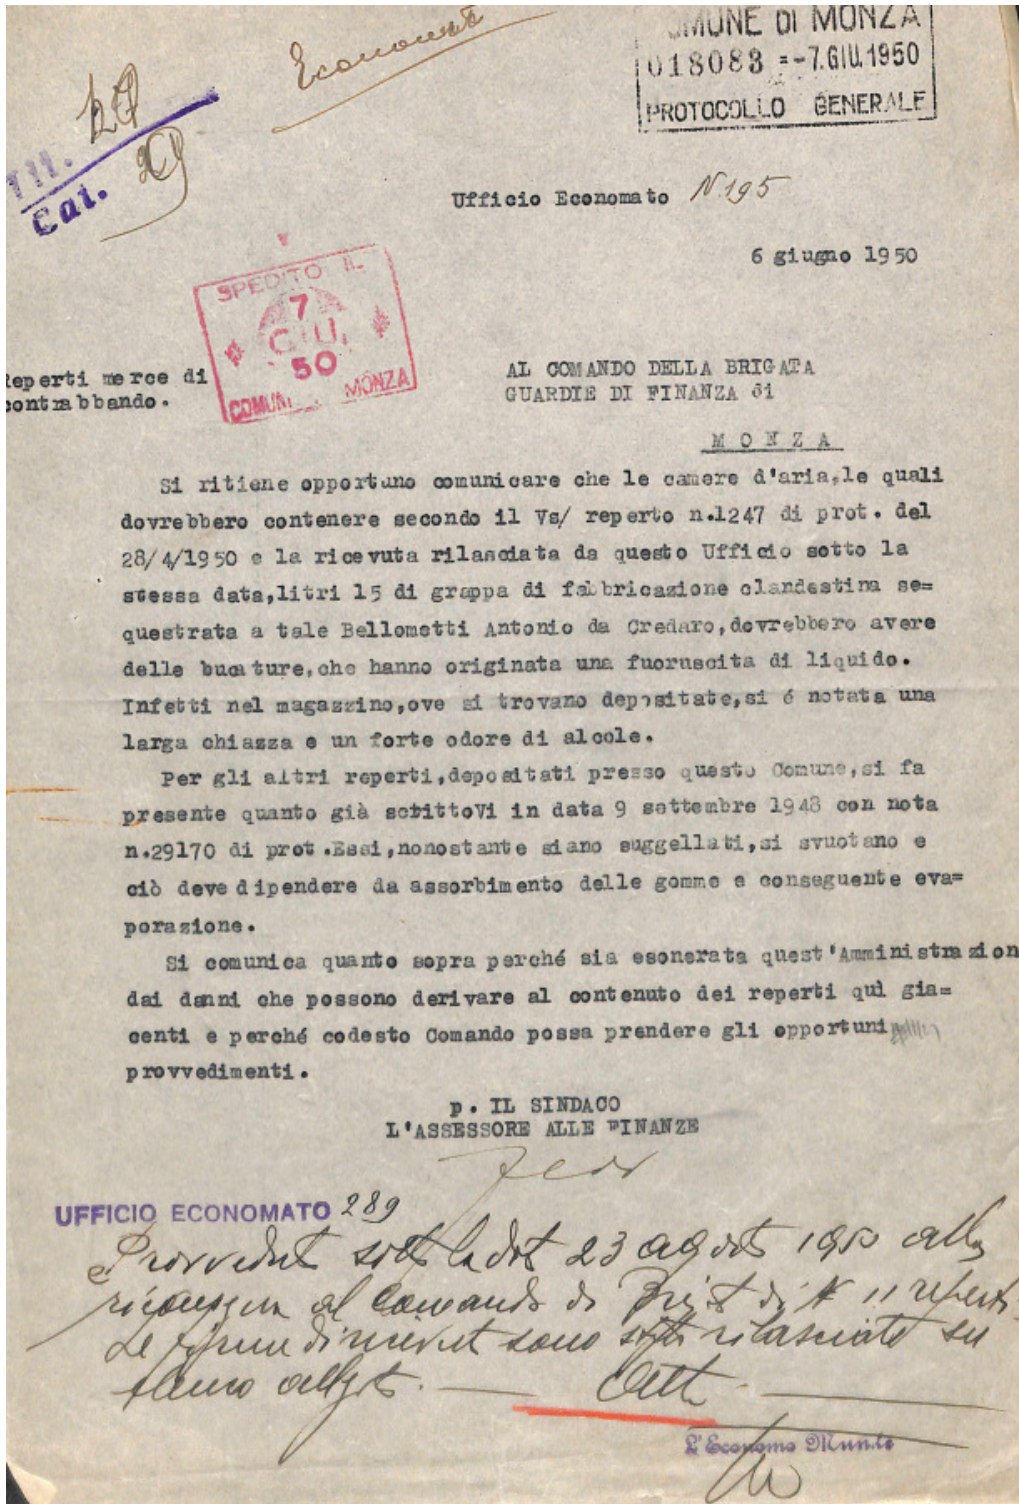 Economato
COMUNE DI MONZA
018083 =-7.GIU.1950
PROTOCOLLO GENERALE
Cat.
Ufficio Economato N. 195
6 giugno 1950
SPEDITO IL
7
GIU.
50
COMUN MONZA
Reperti merce di
contrabbando.
AL COMANDO DELLA BRIGATA
GUARDIE DI FINANZA di
M O N Z A
Si ritiene opportuno comunicare che le camere d'aria,le quali
dovrebbero contenere secondo il Vs/ reperto n.1247 di prot. del
28/4/1950 e la ricevuta rilasciata da questo Ufficio sotto la
stessa data,litri 15 di grappa di fabbricazione clandestina se=
questrata a tale Bellometti Antonio da Credaro,dovrebbero avere
delle bucature,che hanno originata una fuoruscita di liquido.
Infetti nel magazzino,ove si trovano depositate,si é notata una
larga chiazza e un forte odore di alcole.
Per gli altri reperti,depositati presso questo Comune,si fa
presente quanto già scrittoVi in data 9 settembre 1948 con nota
n.29170 di prot.Essi,nonostante siano suggellati,si svuotano e
ciò deve dipendere da assorbimento delle gomme e conseguente eva=
porazione.
Si comunica quanto sopra perché sia esonerata quest'Amministrazion
dai danni che possono derivare al contenuto dei reperti quì gia=
centi e perché codesto Comando possa prendere gli opportuni
provvedimenti.
p. IL SINDACO
L'ASSESSORE ALLE FINANZE
UFFICIO ECONOMATO 289
Provveduto sotto la dat 23 agosto 1950 alla
riconsegna al Comando di di N 11 reperti.
Le firme di sono state rilasciate su
L'Economo Mun.le